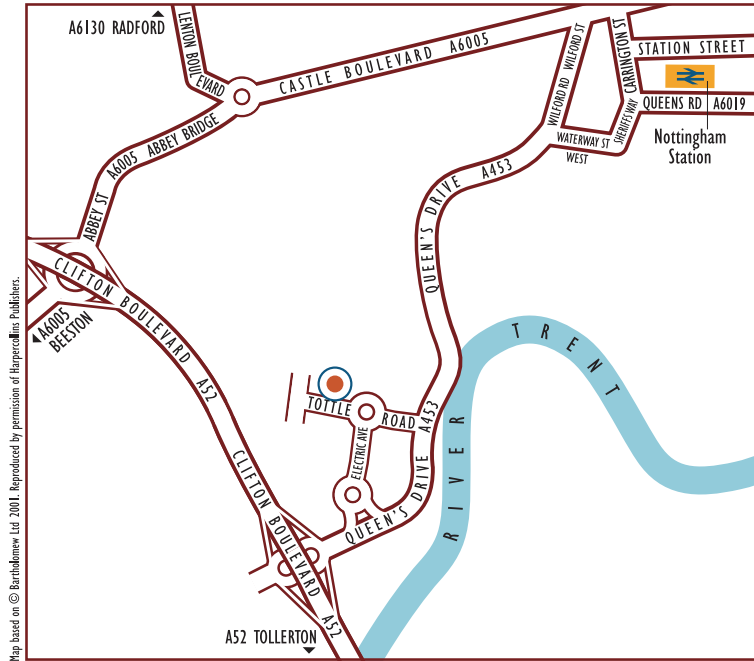 A6130 RADFORD
LENTON BOULEVARD
CASTLE BOULEVARD A6005
WILFORD ST
CARRINGTON ST
STATION STREET
WILFORD RD
SHERIFFS WAY
QUEENS RD A6019
Nottingham
Station
WATERWAY ST
WEST
ABBEY ST A6005 ABBEY BRIDGE
QUEEN'S DRIVE A453
CLIFTON BOULEVARD A52
A6005
BEESTON
RIVER TRENT
TOTTLE ROAD
A453
ELECTRIC AVE
QUEEN'S DRIVE
CLIFTON BOULEVARD A52
A52 TOLLERTON
Map based on © Bartholomew Ltd 2001. Reproduced by permission of Harpercollins Publishers.